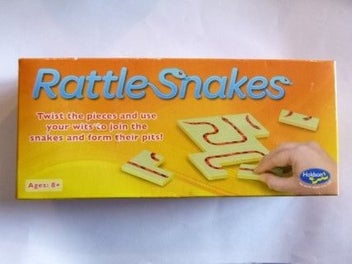 Rattle Snakes
Twist the pieces and use
your wits to join the
snakes and form their pits!
Ages: 8+
Holdson's